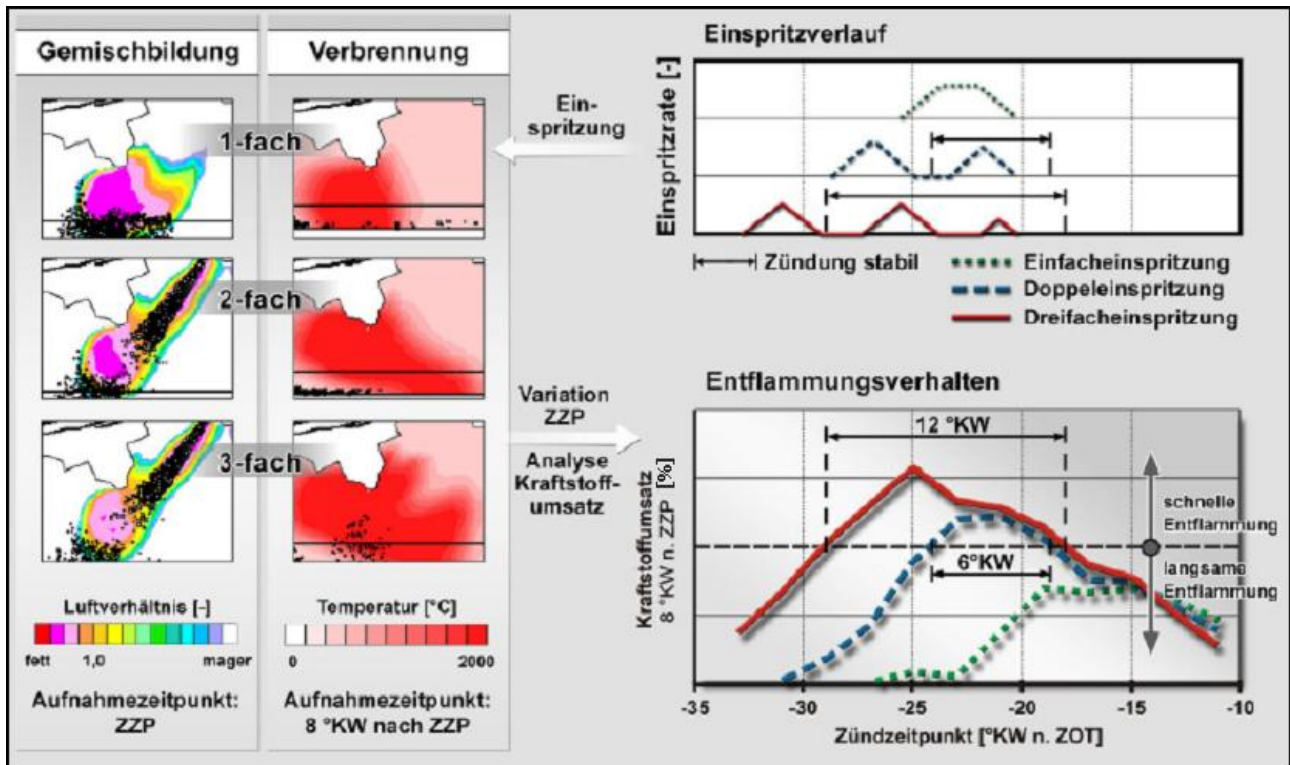 Gemischbildung
Verbrennung
1-fach
2-fach
3-fach
Luftverhältnis [-]
fett 1,0 mager
Aufnahmezeitpunkt:
ZZP
Temperatur [°C]
0 2000
Aufnahmezeitpunkt:
8 °KW nach ZZP
Ein-
spritzung
Variation
ZZP
Analyse
Kraftstoff-
umsatz
Einspritzverlauf
Einspritzrate [-]
Zündung stabil
Einfacheinspritzung
Doppeleinspritzung
Dreifacheinspritzung
Entflammungsverhalten
Kraftstoffumsatz
8 °KW n. ZZP [%]
12 °KW
6°KW
schnelle
Entflammung
langsame
Entflammung
-35 -30 -25 -20 -15 -10
Zündzeitpunkt [°KW n. ZOT]